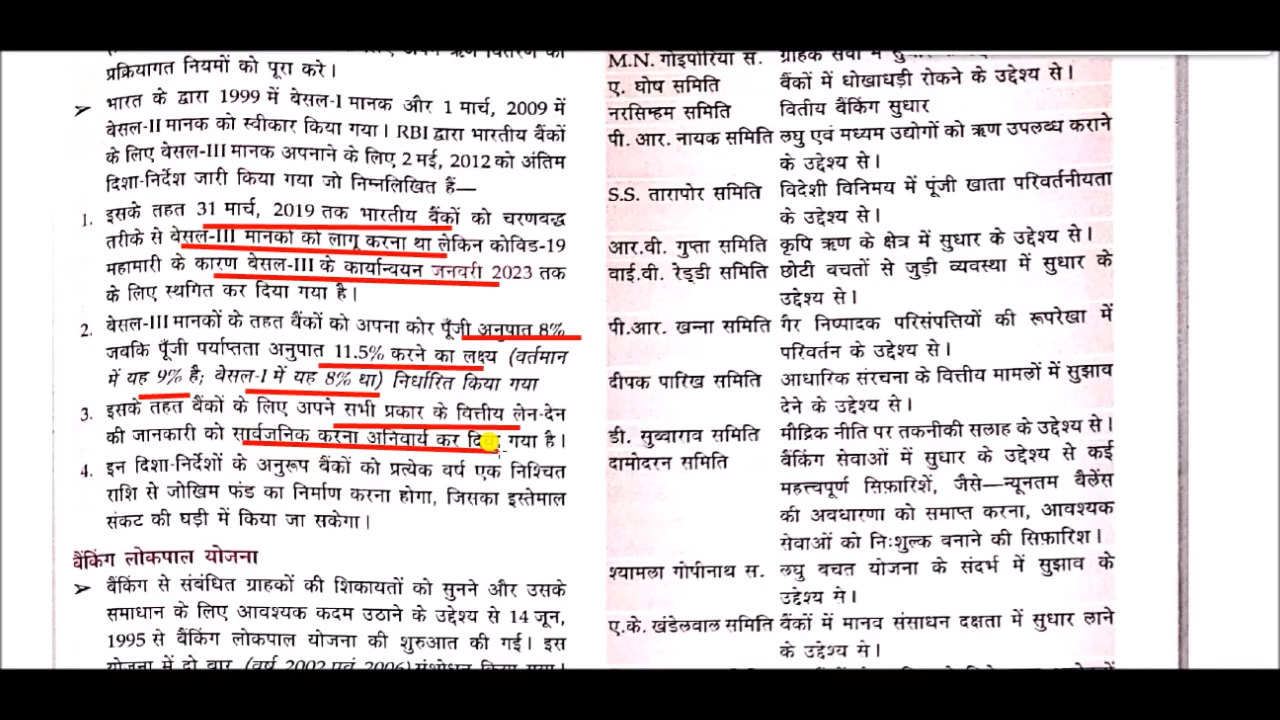 प्रक्रियागत नियमों को पूरा करे।
➢ भारत के द्वारा 1999 में बेसल-I मानक और 1 मार्च, 2009 में
बेसल-II मानक को स्वीकार किया गया। RBI द्वारा भारतीय बैंकों
के लिए बेसल-III मानक अपनाने के लिए 2 मई, 2012 को अंतिम
दिशा-निर्देश जारी किया गया जो निम्नलिखित हैं—
1. इसके तहत 31 मार्च, 2019 तक भारतीय बैंकों को चरणबद्ध
तरीके से बेसल-III मानकों को लागू करना था लेकिन कोविड-19
महामारी के कारण बेसल-III के कार्यान्वयन जनवरी 2023 तक
के लिए स्थगित कर दिया गया है।
2. बेसल-III मानकों के तहत बैंकों को अपना कोर पूँजी अनुपात 8%
जबकि पूँजी पर्याप्तता अनुपात 11.5% करने का लक्ष्य (वर्तमान
में यह 9% है; बेसल-I में यह 8% था) निर्धारित किया गया
3. इसके तहत बैंकों के लिए अपने सभी प्रकार के वित्तीय लेन-देन
की जानकारी को सार्वजनिक करना अनिवार्य कर दिया गया है।
4. इन दिशा-निर्देशों के अनुरूप बैंकों को प्रत्येक वर्ष एक निश्चित
राशि से जोखिम फंड का निर्माण करना होगा, जिसका इस्तेमाल
संकट की घड़ी में किया जा सकेगा।
बैंकिंग लोकपाल योजना
➢ बैंकिंग से संबंधित ग्राहकों की शिकायतों को सुनने और उसके
समाधान के लिए आवश्यक कदम उठाने के उद्देश्य से 14 जून,
1995 से बैंकिंग लोकपाल योजना की शुरुआत की गई। इस
योजना में दो बार (वर्ष 2002 एवं 2006) संशोधन किया गया।
M.N. गोइपोरिया स. ग्राहक सेवा में
ए. घोष समिति बैंकों में धोखाधड़ी रोकने के उद्देश्य से।
नरसिन्हम समिति वितीय बैंकिंग सुधार
पी. आर. नायक समिति लघु एवं मध्यम उद्योगों को ऋण उपलब्ध कराने
के उद्देश्य से।
S.S. तारापोर समिति विदेशी विनिमय में पूंजी खाता परिवर्तनीयता
के उद्देश्य से।
आर.वी. गुप्ता समिति कृषि ऋण के क्षेत्र में सुधार के उद्देश्य से।
वाई.वी. रेड्डी समिति छोटी बचतों से जुड़ी व्यवस्था में सुधार के
उद्देश्य से।
पी.आर. खन्ना समिति गैर निष्पादक परिसंपत्तियों की रूपरेखा में
परिवर्तन के उद्देश्य से।
दीपक पारिख समिति आधारिक संरचना के वित्तीय मामलों में सुझाव
देने के उद्देश्य से।
डी. सुब्बाराव समिति मौद्रिक नीति पर तकनीकी सलाह के उद्देश्य से।
दामोदरन समिति बैंकिंग सेवाओं में सुधार के उद्देश्य से कई
महत्त्वपूर्ण सिफ़ारिशें, जैसे—न्यूनतम बैलेंस
की अवधारणा को समाप्त करना, आवश्यक
सेवाओं को निःशुल्क बनाने की सिफ़ारिश।
श्यामला गोपीनाथ स. लघु बचत योजना के संदर्भ में सुझाव के
उद्देश्य से।
ए.के. खंडेलवाल समिति बैंकों में मानव संसाधन दक्षता में सुधार लाने
के उद्देश्य से।